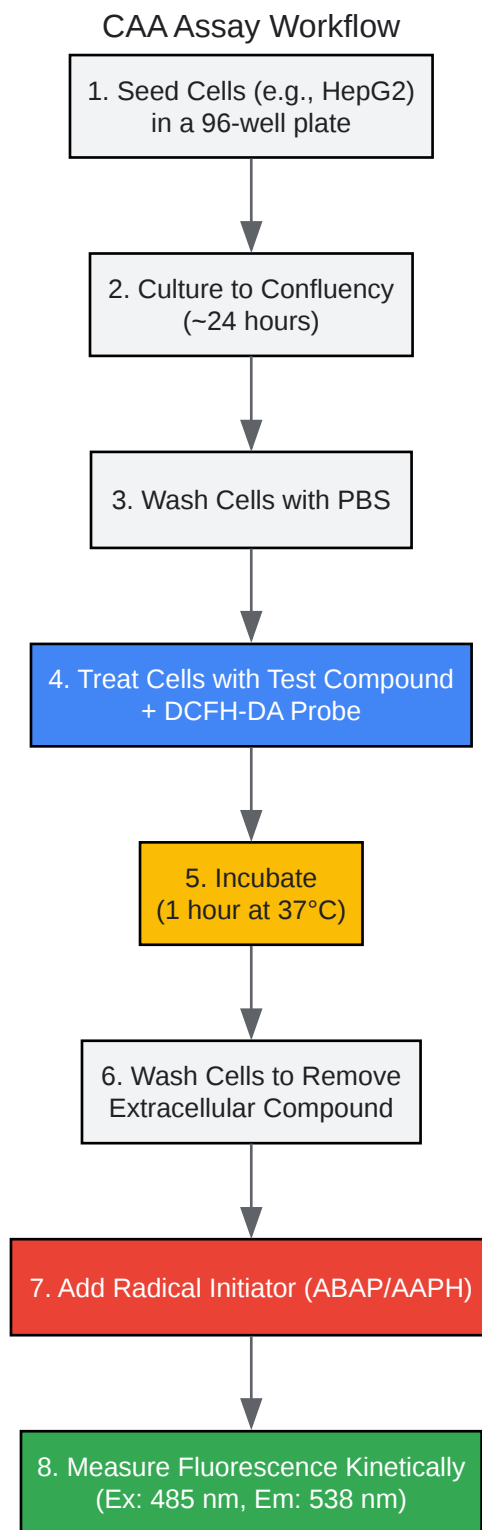 CAA Assay Workflow
1. Seed Cells (e.g., HepG2)
in a 96-well plate
2. Culture to Confluency
(~24 hours)
3. Wash Cells with PBS
4. Treat Cells with Test Compound
+ DCFH-DA Probe
5. Incubate
(1 hour at 37°C)
6. Wash Cells to Remove
Extracellular Compound
7. Add Radical Initiator (ABAP/AAPH)
8. Measure Fluorescence Kinetically
(Ex: 485 nm, Em: 538 nm)